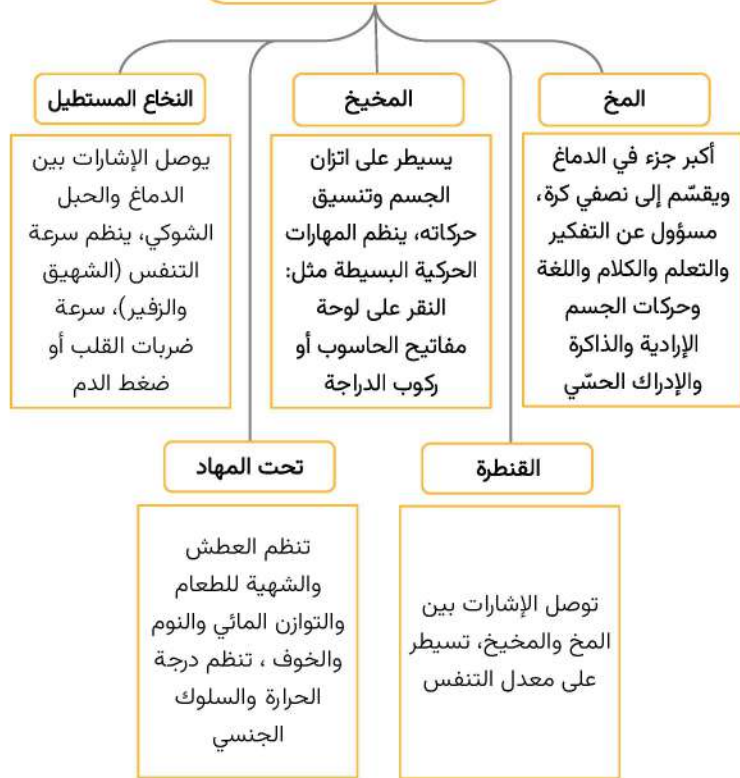 المخ
أكبر جزء في الدماغ
ويقسّم إلى نصفي كرة،
مسؤول عن التفكير
والتعلم والكلام واللغة
وحركات الجسم
الإرادية والذاكرة
والإدراك الحسّي
المخيخ
يسيطر على اتزان
الجسم وتنسيق
حركاته، ينظم المهارات
الحركية البسيطة مثل:
النقر على لوحة
مفاتيح الحاسوب أو
ركوب الدراجة
النخاع المستطيل
يوصل الإشارات بين
الدماغ والحبل
الشوكي، ينظم سرعة
التنفس (الشهيق
والزفير)، سرعة
ضربات القلب أو
ضغط الدم
القنطرة
توصل الإشارات بين
المخ والمخيخ، تسيطر
على معدل التنفس
تحت المهاد
تنظم العطش
والشهية للطعام
والتوازن المائي والنوم
والخوف ، تنظم درجة
الحرارة والسلوك
الجنسي